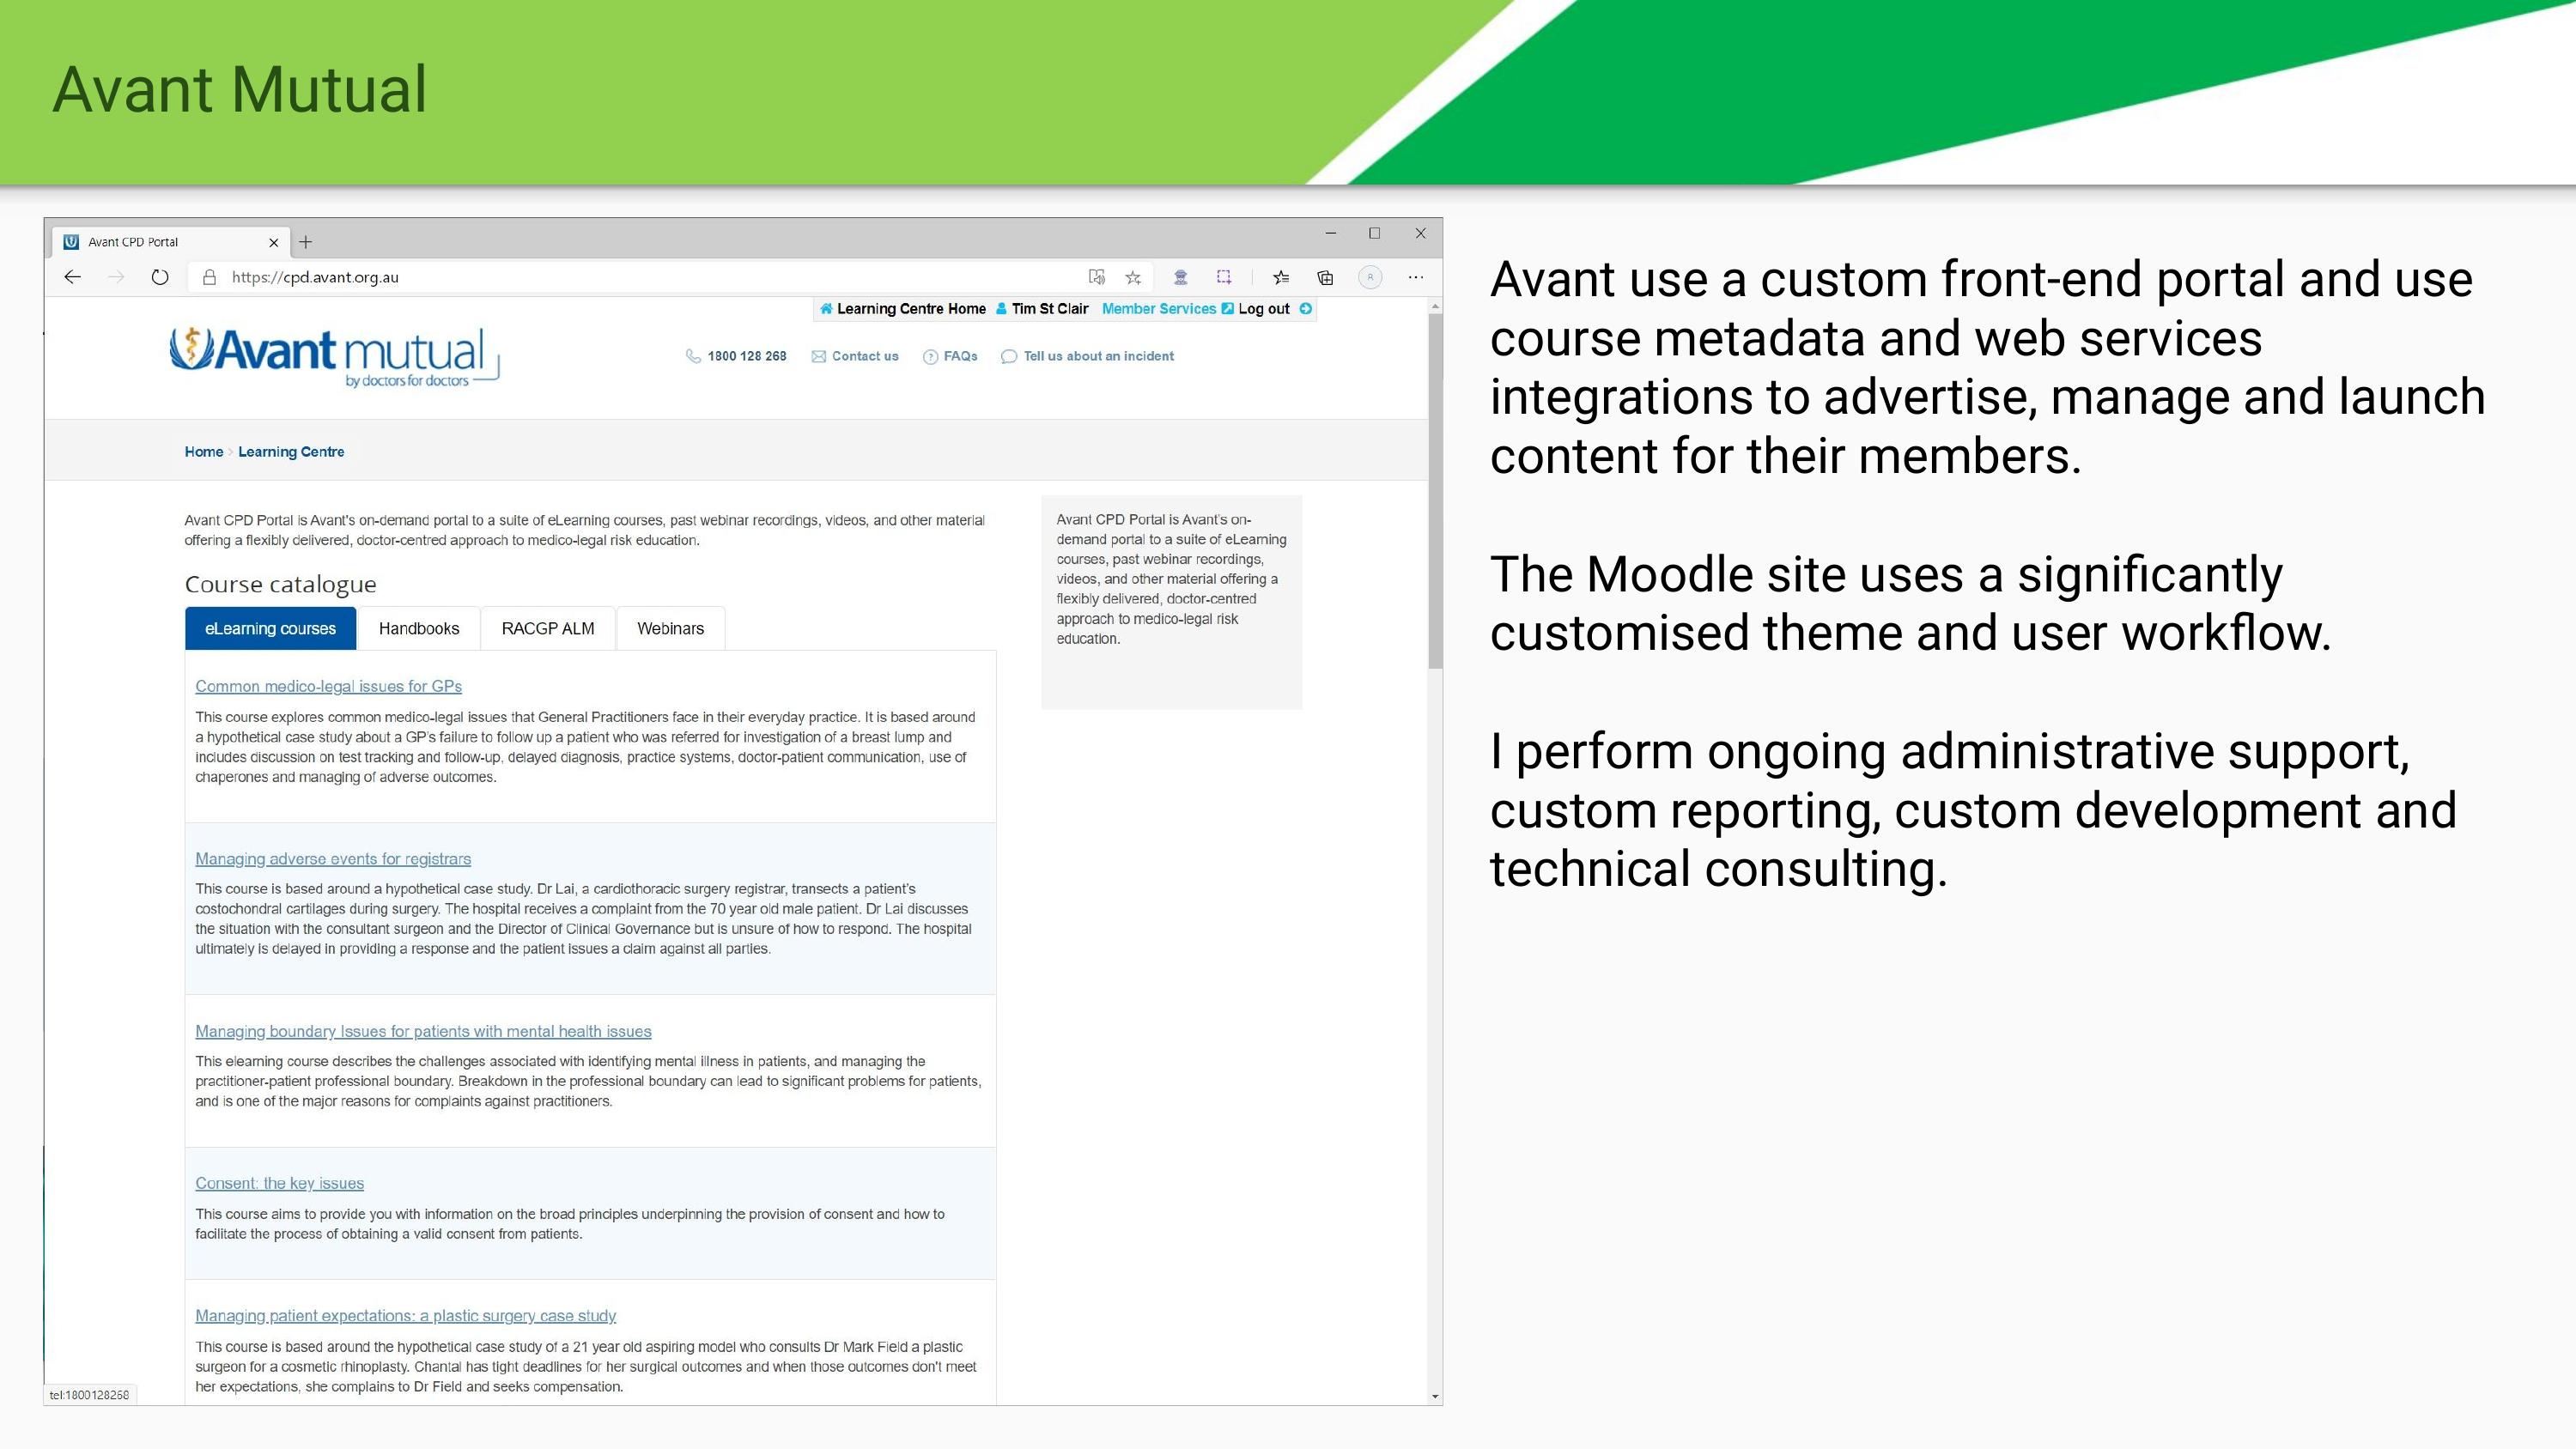 Avant Mutual
Avant CPD Portal
https://cpd.avant.org.au
Learning Centre Home Tim St Clair Member Services Log out
Avant mutual
by doctors for doctors
1800 128 268 Contact us FAQs Tell us about an incident
Home > Learning Centre
Avant CPD Portal is Avant's on-demand portal to a suite of eLearning courses, past webinar recordings, videos, and other material
offering a flexibly delivered, doctor-centred approach to medico-legal risk education.
Course catalogue
eLearning courses Handbooks RACGP ALM Webinars
Common medico-legal issues for GPs
This course explores common medico-legal issues that General Practitioners face in their everyday practice. It is based around
a hypothetical case study about a GP's failure to follow up a patient who was referred for investigation of a breast lump and
includes discussion on test tracking and follow-up, delayed diagnosis, practice systems, doctor-patient communication, use of
chaperones and managing of adverse outcomes.
Managing adverse events for registrars
This course is based around a hypothetical case study. Dr Lai, a cardiothoracic surgery registrar, transects a patient's
costochondral cartilages during surgery. The hospital receives a complaint from the 70 year old male patient. Dr Lai discusses
the situation with the consultant surgeon and the Director of Clinical Governance but is unsure of how to respond. The hospital
ultimately is delayed in providing a response and the patient issues a claim against all parties.
Managing boundary Issues for patients with mental health issues
This elearning course describes the challenges associated with identifying mental illness in patients, and managing the
practitioner-patient professional boundary. Breakdown in the professional boundary can lead to significant problems for patients,
and is one of the major reasons for complaints against practitioners.
Consent: the key issues
This course aims to provide you with information on the broad principles underpinning the provision of consent and how to
facilitate the process of obtaining a valid consent from patients.
Managing patient expectations: a plastic surgery case study
This course is based around the hypothetical case study of a 21 year old aspiring model who consults Dr Mark Field a plastic
surgeon for a cosmetic rhinoplasty. Chantal has tight deadlines for her surgical outcomes and when those outcomes don't meet
her expectations, she complains to Dr Field and seeks compensation.
tel:1800128268
Avant CPD Portal is Avant's on-
demand portal to a suite of eLearning
courses, past webinar recordings,
videos, and other material offering a
flexibly delivered, doctor-centred
approach to medico-legal risk
education.
Avant use a custom front-end portal and use
course metadata and web services
integrations to advertise, manage and launch
content for their members.
The Moodle site uses a significantly
customised theme and user workflow.
I perform ongoing administrative support,
custom reporting, custom development and
technical consulting.